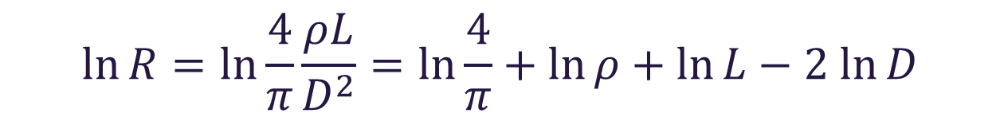 ln R = ln 4/π ρL/D² = ln 4/π + ln ρ + ln L − 2 ln D